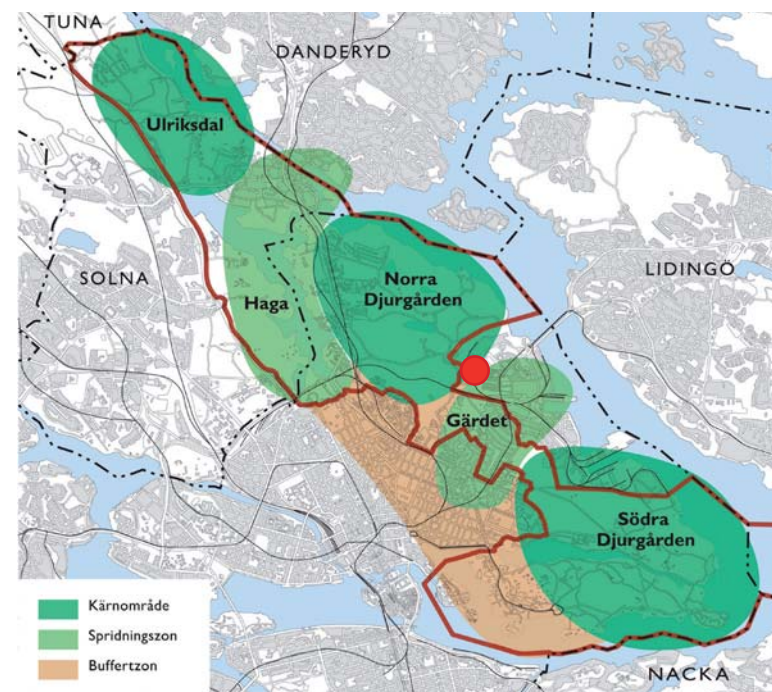 TUNA
DANDERYD
Ulriksdal
SOLNA
Haga
Norra
Djurgården
LIDINGÖ
Gärdet
Södra
Djurgården
Kärnområde
Spridningszon
Buffertzon
NACKA